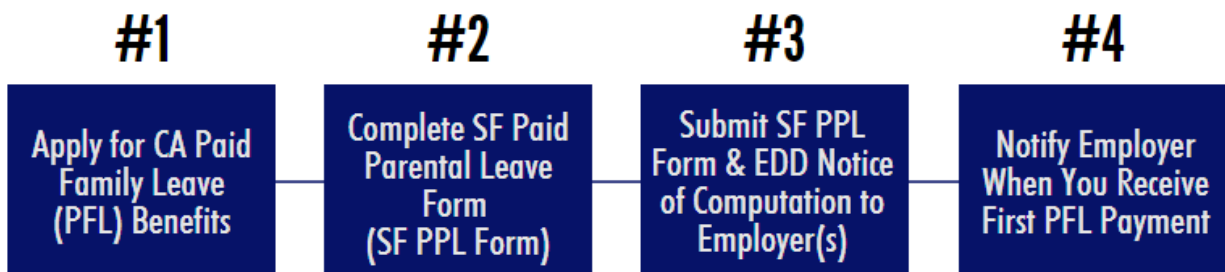 #1
Apply for CA Paid
Family Leave
(PFL) Benefits
#2
Complete SF Paid
Parental Leave
Form
(SF PPL Form)
#3
Submit SF PPL
Form & EDD Notice
of Computation to
Employer(s)
#4
Notify Employer
When You Receive
First PFL Payment